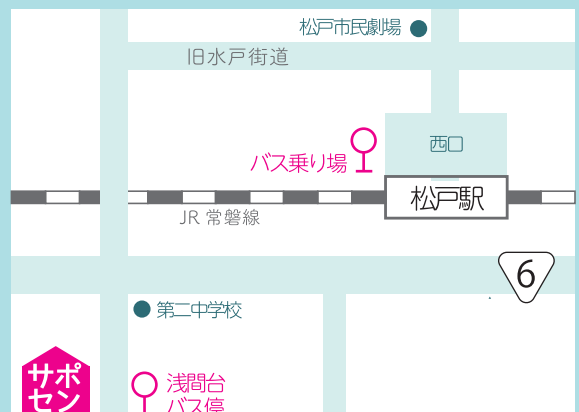 松戸市民劇場
旧水戸街道
西口
バス乗り場
松戸駅
JR 常磐線
6
第二中学校
サポ
セン
浅間台
バス停